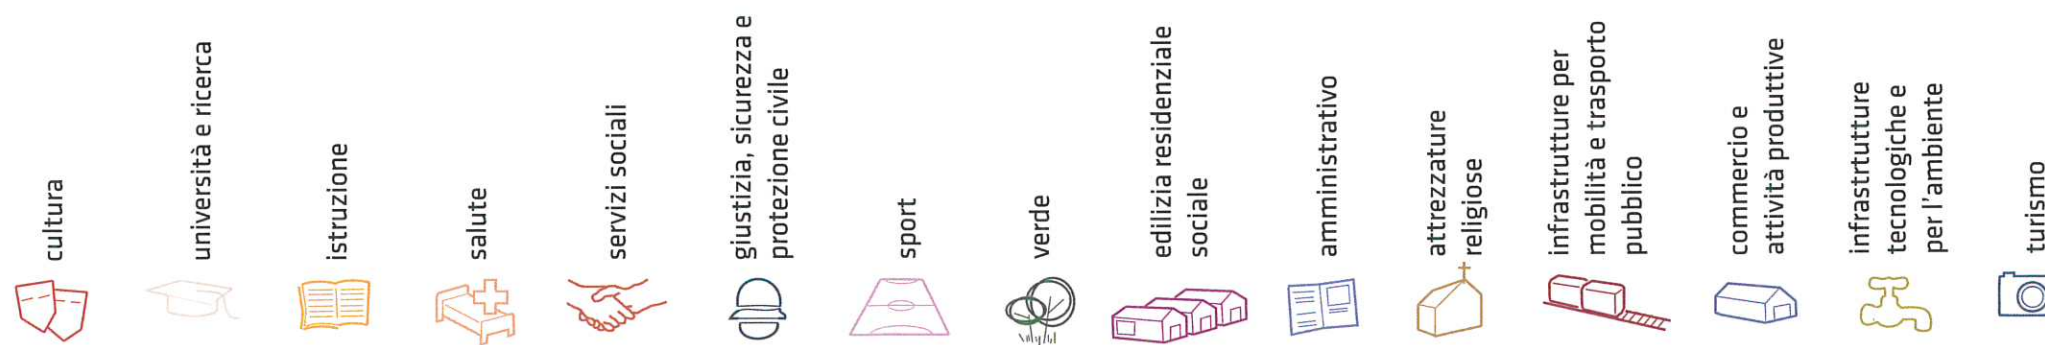 cultura
università e ricerca
istruzione
salute
servizi sociali
giustizia, sicurezza e
protezione civile
sport
verde
edilizia residenziale
sociale
amministrativo
attrezzature
religiose
infrastrutture per
mobilità e trasporto
pubblico
commercio e
attività produttive
infrastrutture
tecnologiche e
per l'ambiente
turismo